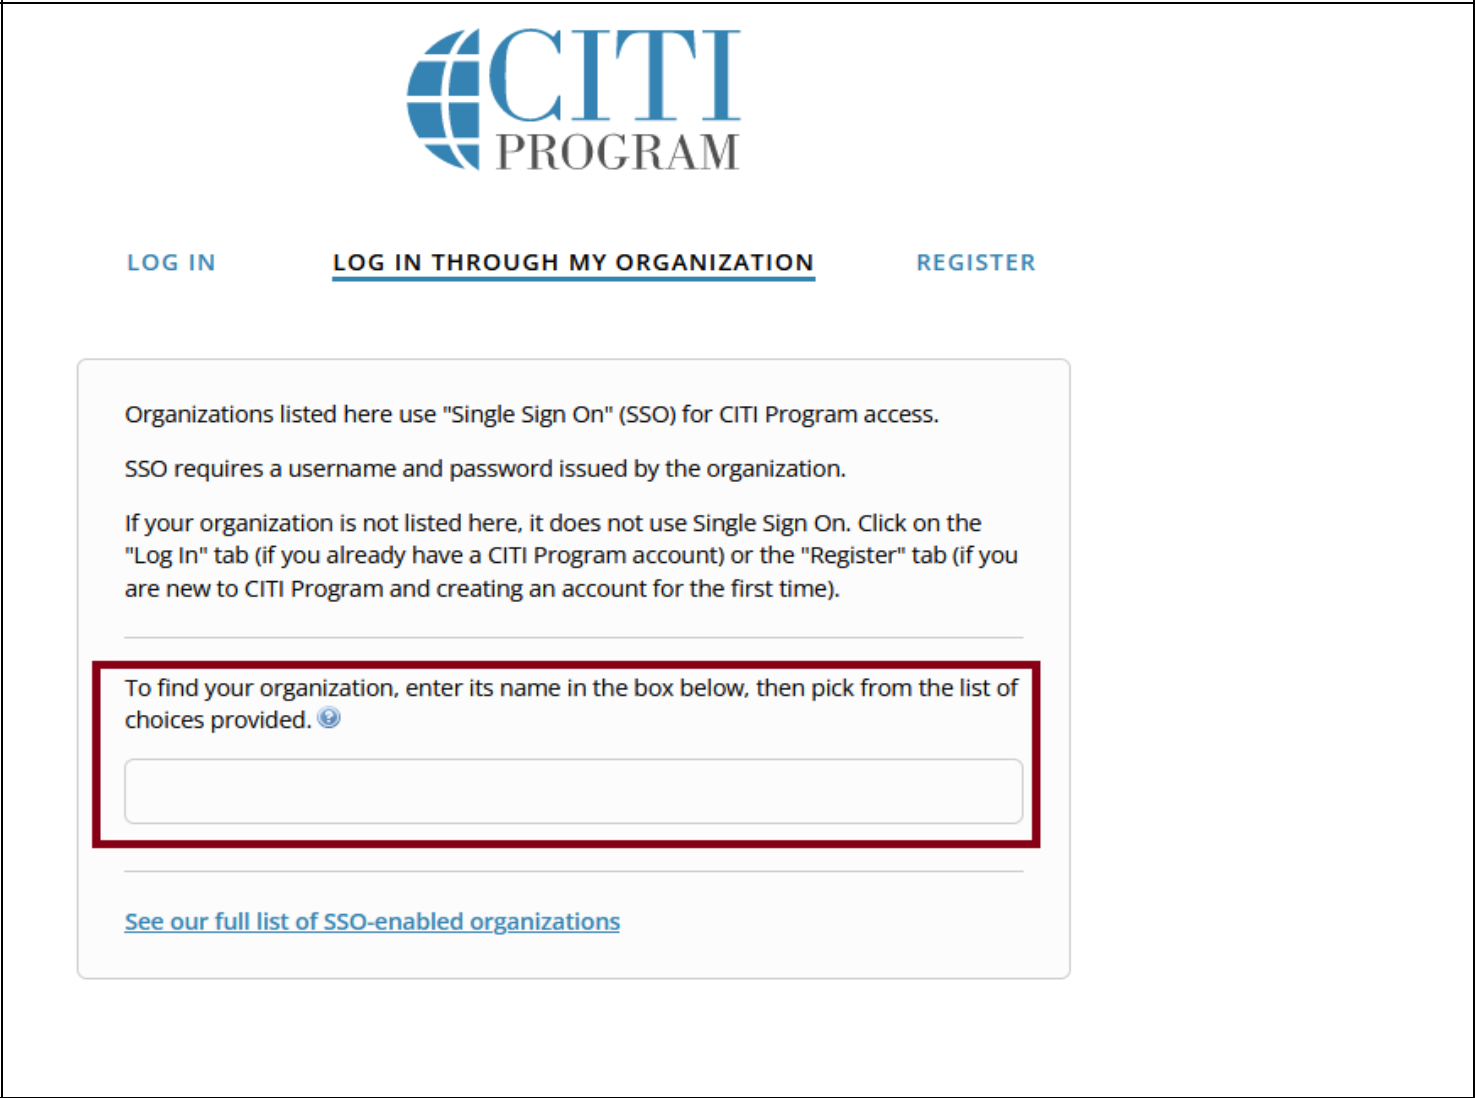 CITI
PROGRAM
LOG IN LOG IN THROUGH MY ORGANIZATION REGISTER
Organizations listed here use "Single Sign On" (SSO) for CITI Program access.
SSO requires a username and password issued by the organization.
If your organization is not listed here, it does not use Single Sign On. Click on the
"Log In" tab (if you already have a CITI Program account) or the "Register" tab (if you
are new to CITI Program and creating an account for the first time).
To find your organization, enter its name in the box below, then pick from the list of
choices provided. ?
See our full list of SSO-enabled organizations